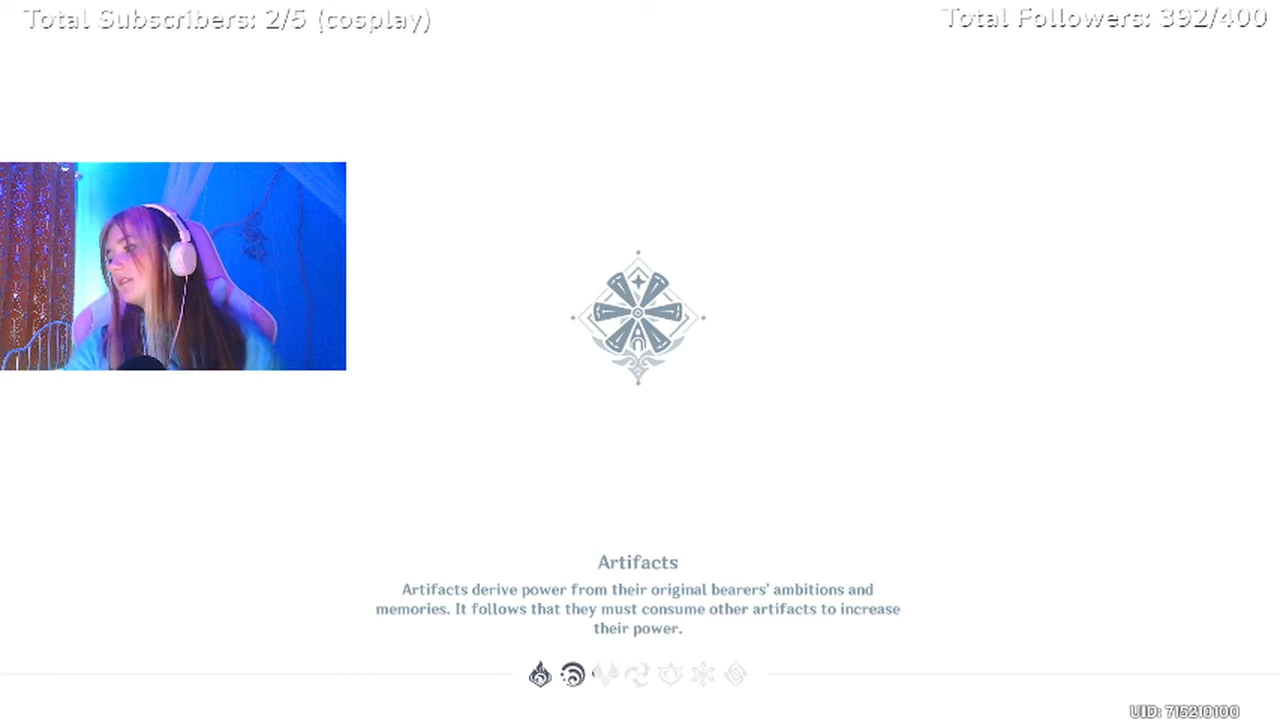 Total Subscribers: 2/5 (cosplay)
Total Followers: 392/400
Artifacts
Artifacts derive power from their original bearers' ambitions and
memories. It follows that they must consume other artifacts to increase
their power.
UID: 715210100